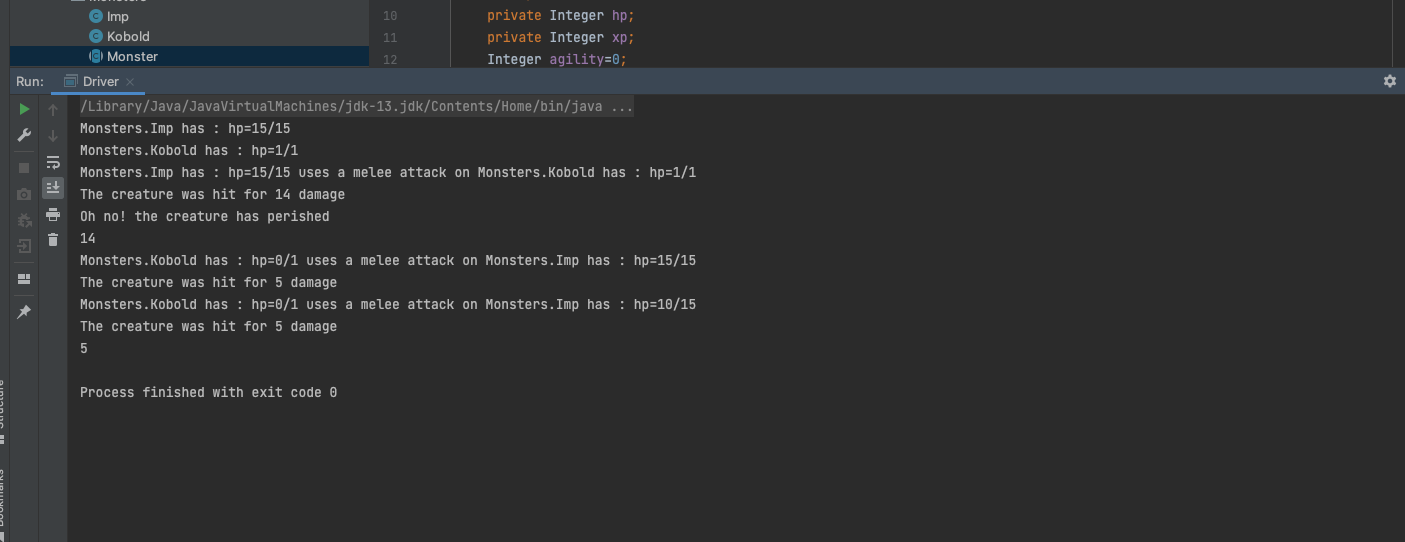 Monsters
Imp
Kobold
Monster
10 private Integer hp;
11 private Integer xp;
12 Integer agility=0;
Run: Driver ×
/Library/Java/JavaVirtualMachines/jdk-13.jdk/Contents/Home/bin/java ...
Monsters.Imp has : hp=15/15
Monsters.Kobold has : hp=1/1
Monsters.Imp has : hp=15/15 uses a melee attack on Monsters.Kobold has : hp=1/1
The creature was hit for 14 damage
Oh no! the creature has perished
14
Monsters.Kobold has : hp=0/1 uses a melee attack on Monsters.Imp has : hp=15/15
The creature was hit for 5 damage
Monsters.Kobold has : hp=0/1 uses a melee attack on Monsters.Imp has : hp=10/15
The creature was hit for 5 damage
5
Process finished with exit code 0
Structure
Bookmarks